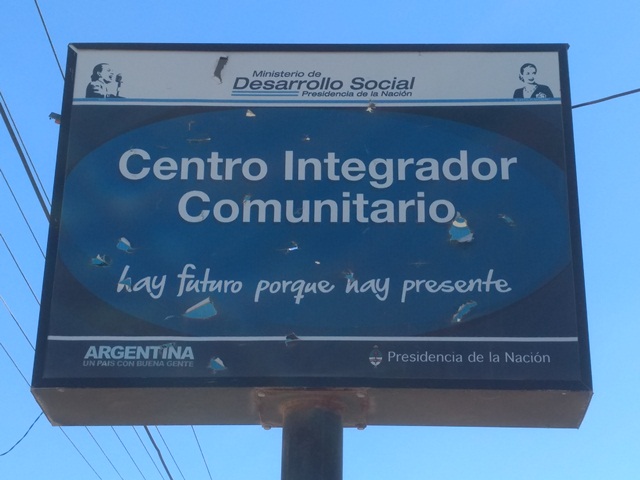 Ministerio de
Desarrollo Social
Presidencia de la Nación
Centro Integrador
Comunitario
hay futuro porque hay presente
ARGENTINA
UN PAÍS CON BUENA GENTE
Presidencia de la Nación